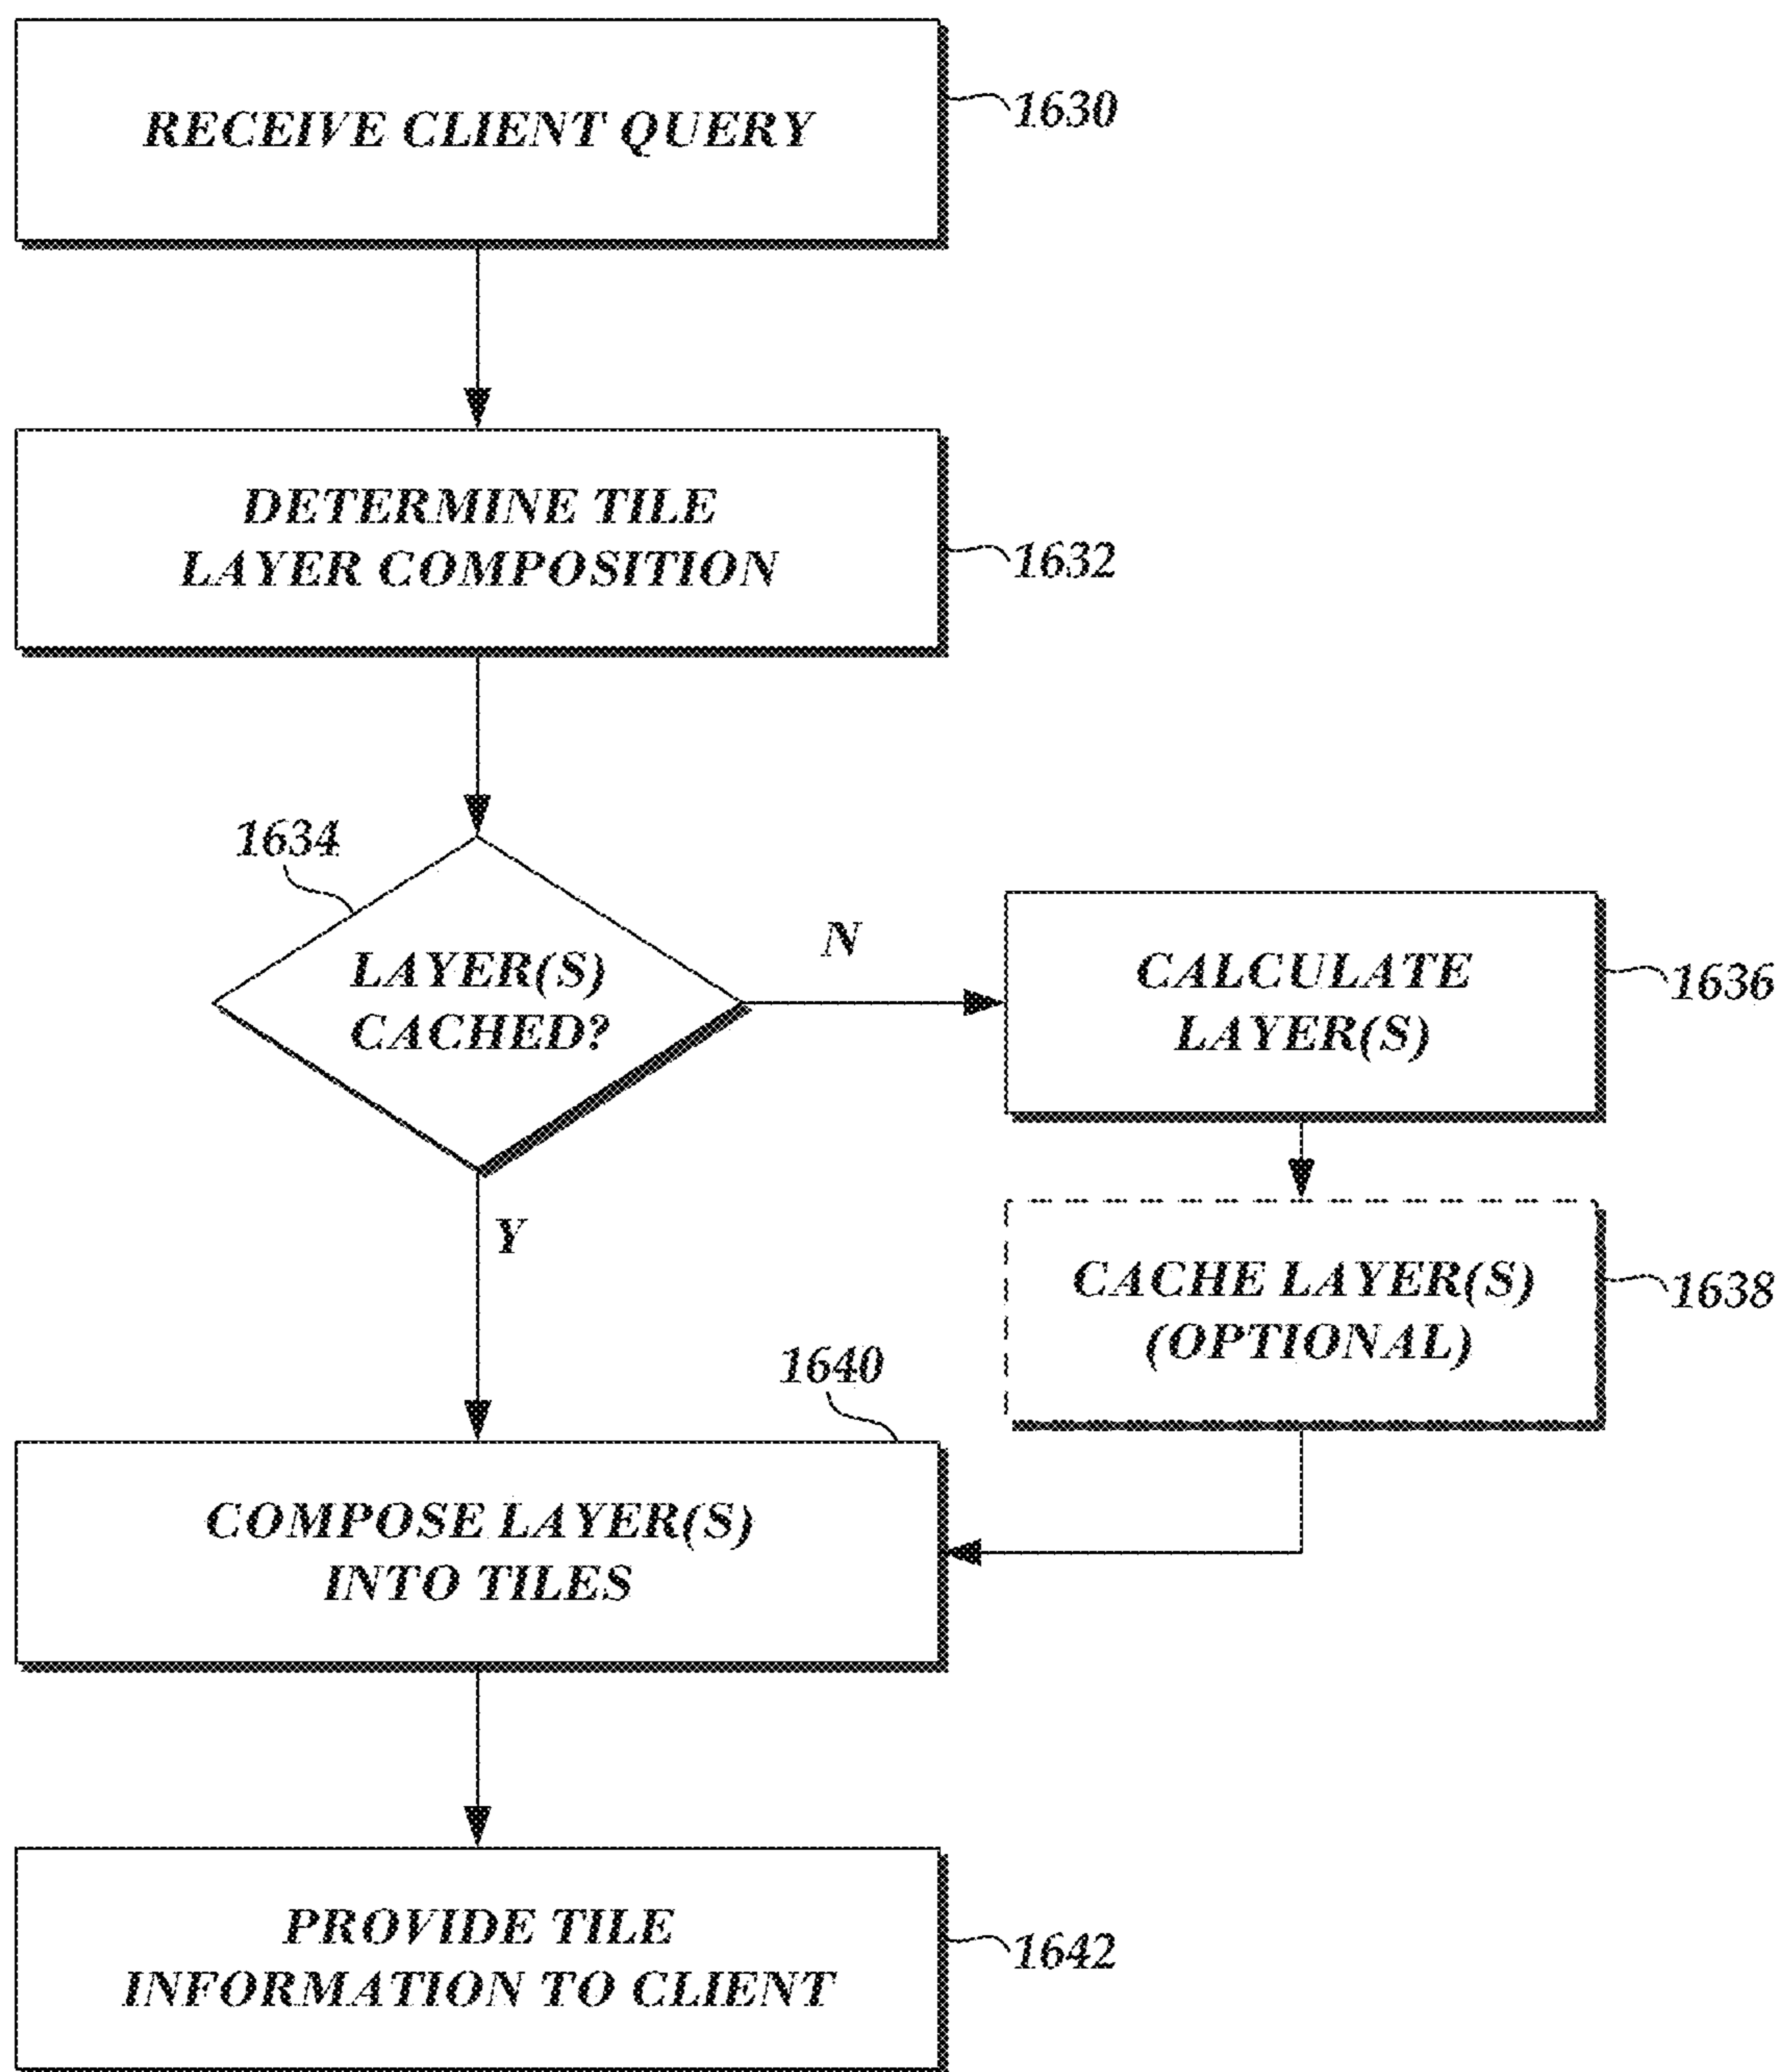 RECEIVE CLIENT QUERY
1630
DETERMINE TILE
LAYER COMPOSITION
1632
1634
LAYER(S)
CACHED?
N
CALCULATE
LAYER(S)
1636
Y
CACHE LAYER(S)
(OPTIONAL)
1638
1640
COMPOSE LAYER(S)
INTO TILES
PROVIDE TILE
INFORMATION TO CLIENT
1642